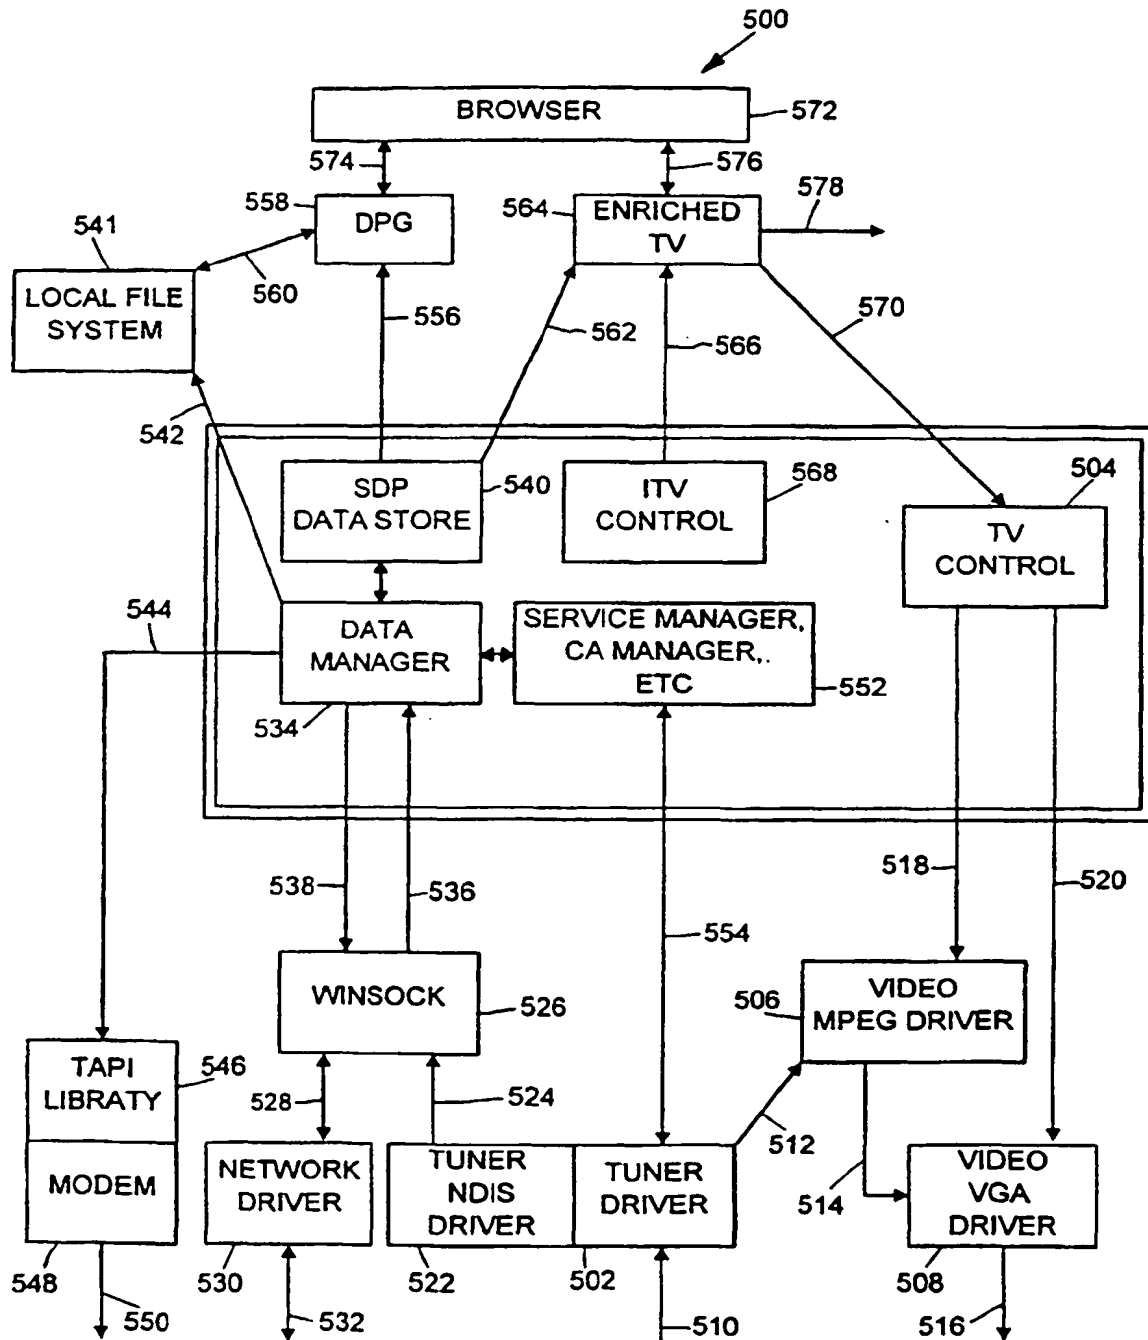 500
BROWSER
572
574
576
558
DPG
564
ENRICHED
TV
578
541
LOCAL FILE
SYSTEM
560
556
562
566
570
542
SDP
DATA STORE
540
ITV
CONTROL
568
504
TV
CONTROL
544
DATA
MANAGER
534
SERVICE MANAGER,
CA MANAGER,.
ETC
552
538
536
554
518
520
WINSOCK
526
506
VIDEO
MPEG DRIVER
TAPI
LIBRATY
546
528
524
512
514
MODEM
548
NETWORK
DRIVER
530
TUNER
NDIS
DRIVER
522
TUNER
DRIVER
502
VIDEO
VGA
DRIVER
508
550
532
510
516